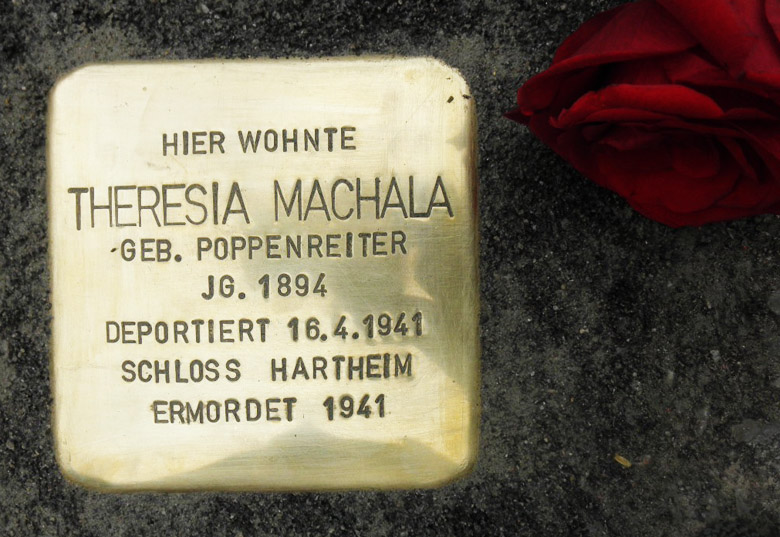 HIER WOHNTE
THERESIA MACHALA
GEB. POPPENREITER
JG. 1894
DEPORTIERT 16.4.1941
SCHLOSS HARTHEIM
ERMORDET 1941